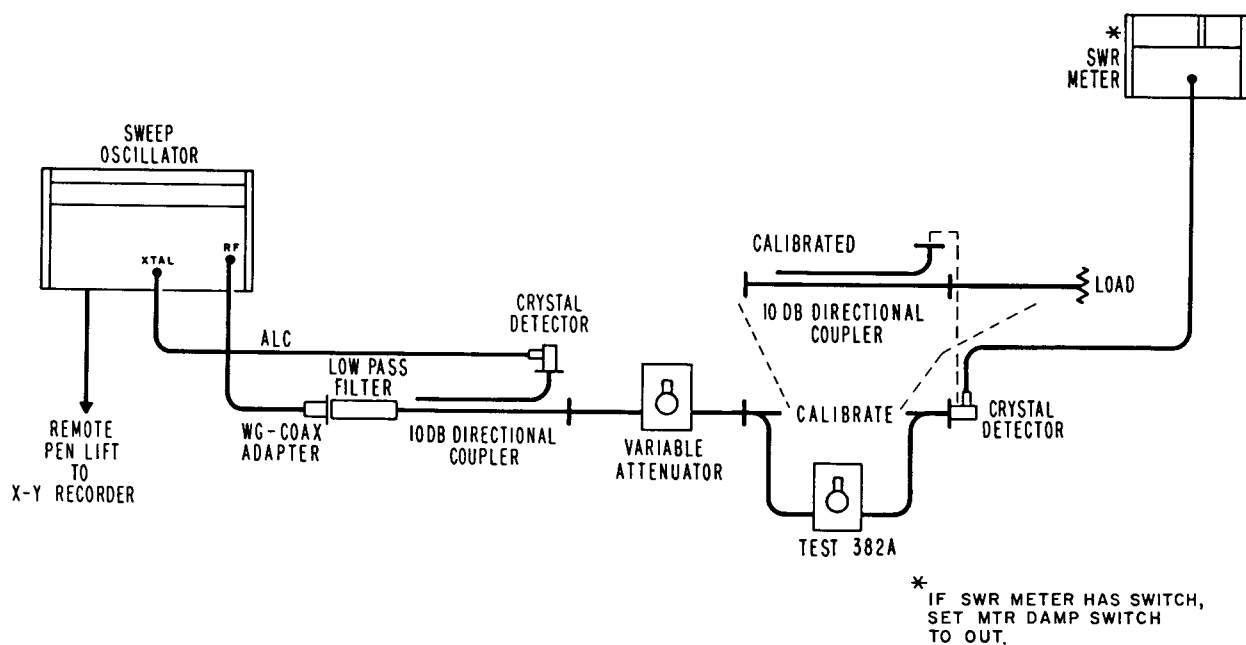 *
SWR
METER
SWEEP
OSCILLATOR
XTAL
RF
CALIBRATED
LOAD
10 DB DIRECTIONAL
COUPLER
CRYSTAL
DETECTOR
ALC
LOW PASS
FILTER
WG-COAX
ADAPTER
10 DB DIRECTIONAL
COUPLER
VARIABLE
ATTENUATOR
CALIBRATE
CRYSTAL
DETECTOR
REMOTE
PEN LIFT
TO
X-Y RECORDER
TEST 382A
*
IF SWR METER HAS SWITCH,
SET MTR DAMP SWITCH
TO OUT.